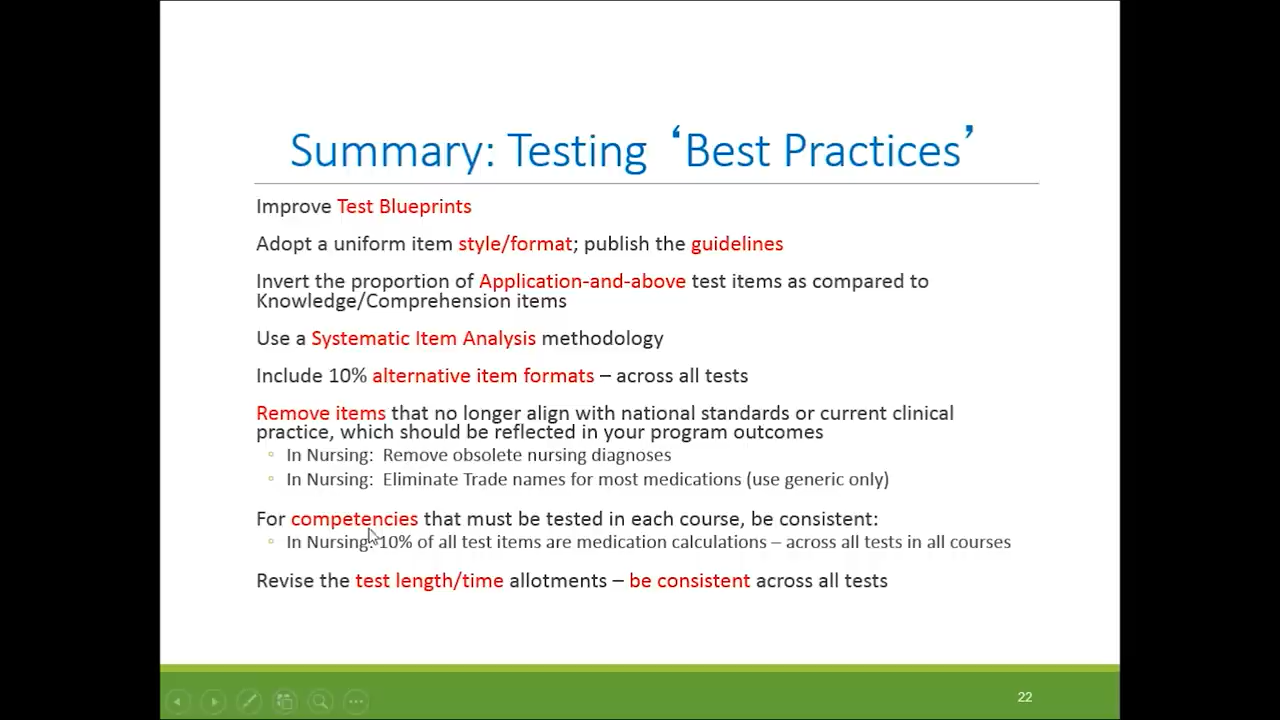 Summary: Testing ‘Best Practices’
Improve Test Blueprints
Adopt a uniform item style/format; publish the guidelines
Invert the proportion of Application-and-above test items as compared to
Knowledge/Comprehension items
Use a Systematic Item Analysis methodology
Include 10% alternative item formats – across all tests
Remove items that no longer align with national standards or current clinical
practice, which should be reflected in your program outcomes
In Nursing: Remove obsolete nursing diagnoses
In Nursing: Eliminate Trade names for most medications (use generic only)
For competencies that must be tested in each course, be consistent:
In Nursing: 10% of all test items are medication calculations – across all tests in all courses
Revise the test length/time allotments – be consistent across all tests
22